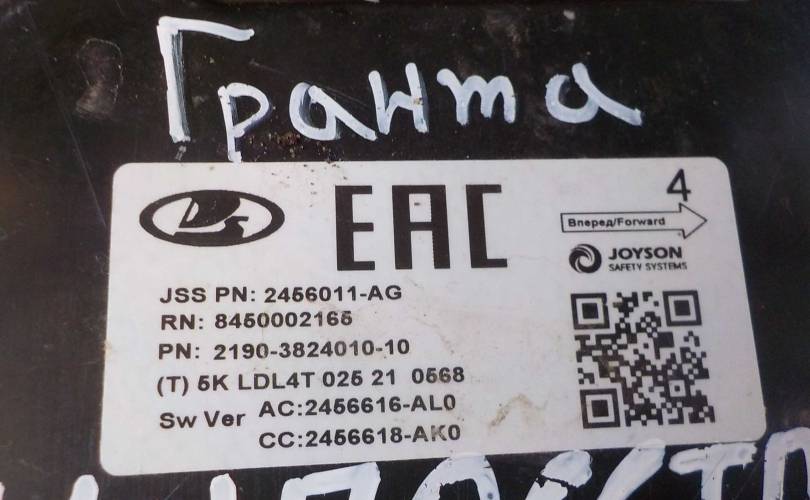 Гранта
EAC
4
Вперед/Forward
JOYSON
SAFETY SYSTEMS
JSS PN: 2456011-AG
RN: 8450002165
PN: 2190-3824010-10
(T) 5K LDL4T 025 21 0568
Sw Ver AC:2456616-AL0
CC:2456618-AK0